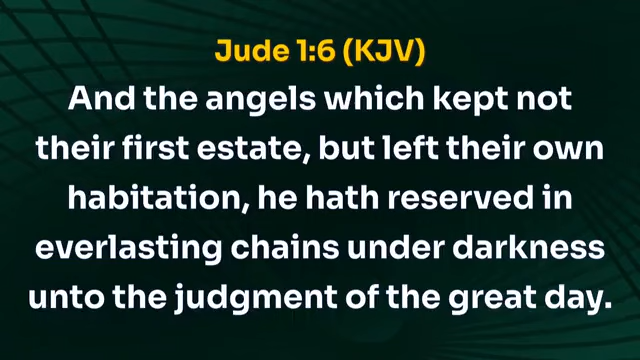 Jude 1:6 (KJV)
And the angels which kept not
their first estate, but left their own
habitation, he hath reserved in
everlasting chains under darkness
unto the judgment of the great day.